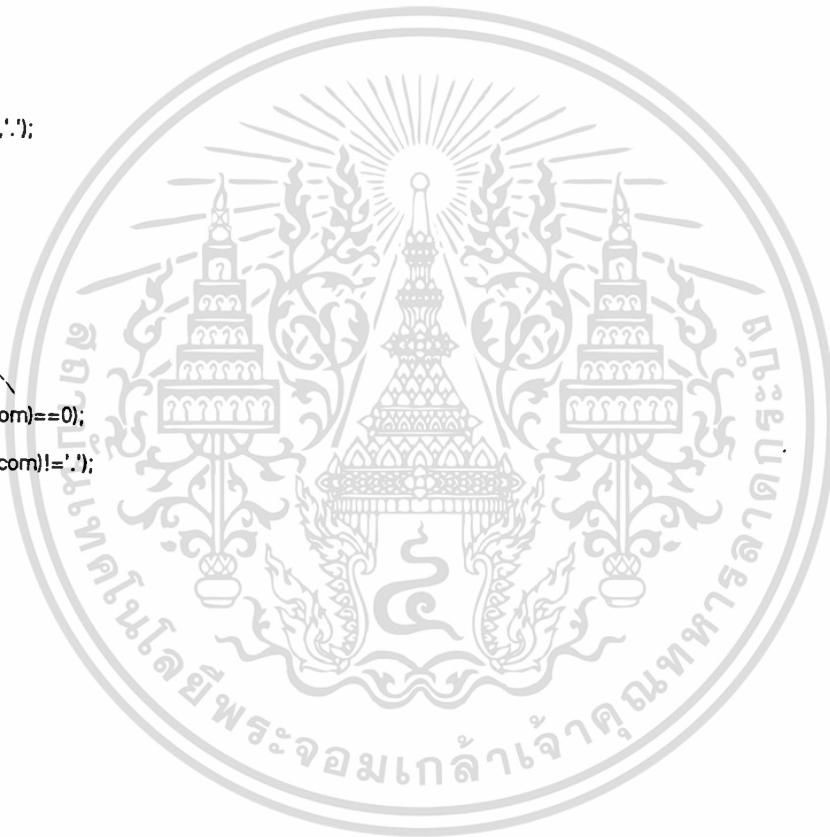 ,'.');
om)==0);
com)!='.');
สถาบันเทคโนโลยีพระจอมเกล้าเจ้าคุณทหารลาดกระบัง